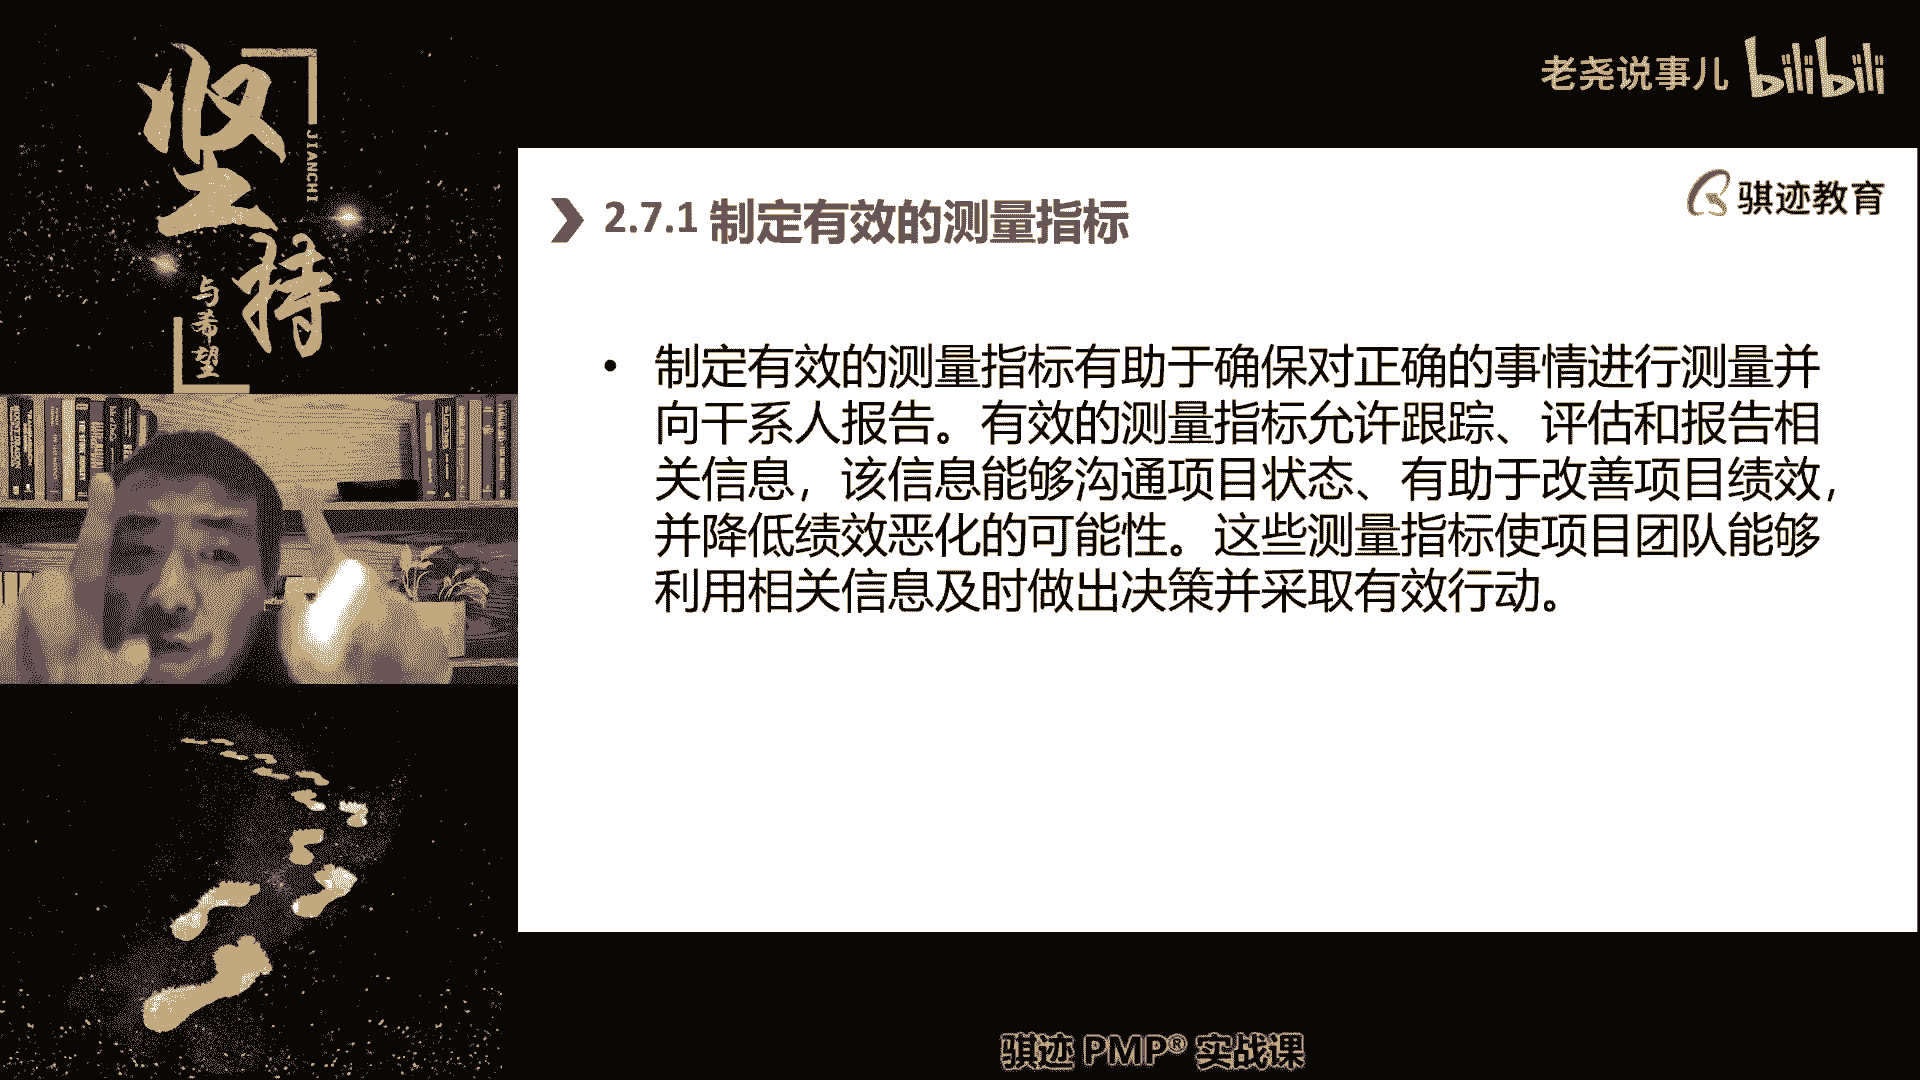 坚持
JIANCHI
与希望
老尧说事儿 bilibili
骐迹教育
2.7.1 制定有效的测量指标
• 制定有效的测量指标有助于确保对正确的事情进行测量并
向干系人报告。有效的测量指标允许跟踪、评估和报告相
关信息，该信息能够沟通项目状态、有助于改善项目绩效，
并降低绩效恶化的可能性。这些测量指标使项目团队能够
利用相关信息及时做出决策并采取有效行动。
骐迹 PMP® 实战课